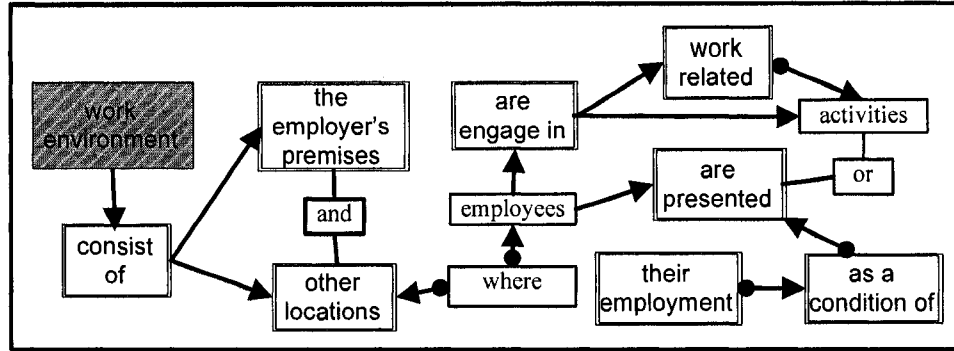 work
environment
consist
of
the
employer's
premises
and
other
locations
are
engage in
employees
where
work
related
activities
or
are
presented
their
employment
as a
condition of